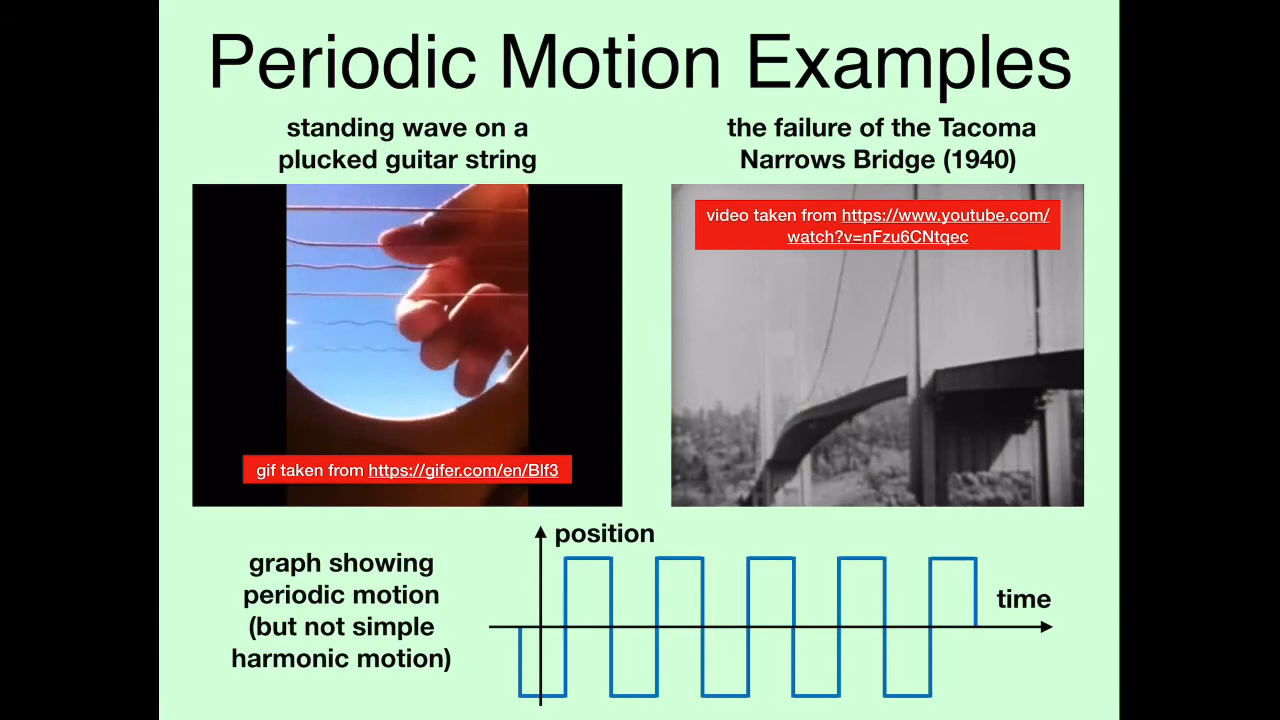 Periodic Motion Examples
standing wave on a
plucked guitar string
the failure of the Tacoma
Narrows Bridge (1940)
video taken from https://www.youtube.com/
watch?v=nFzu6CNtqec
gif taken from https://gifer.com/en/Blf3
graph showing
periodic motion
(but not simple
harmonic motion)
position
time